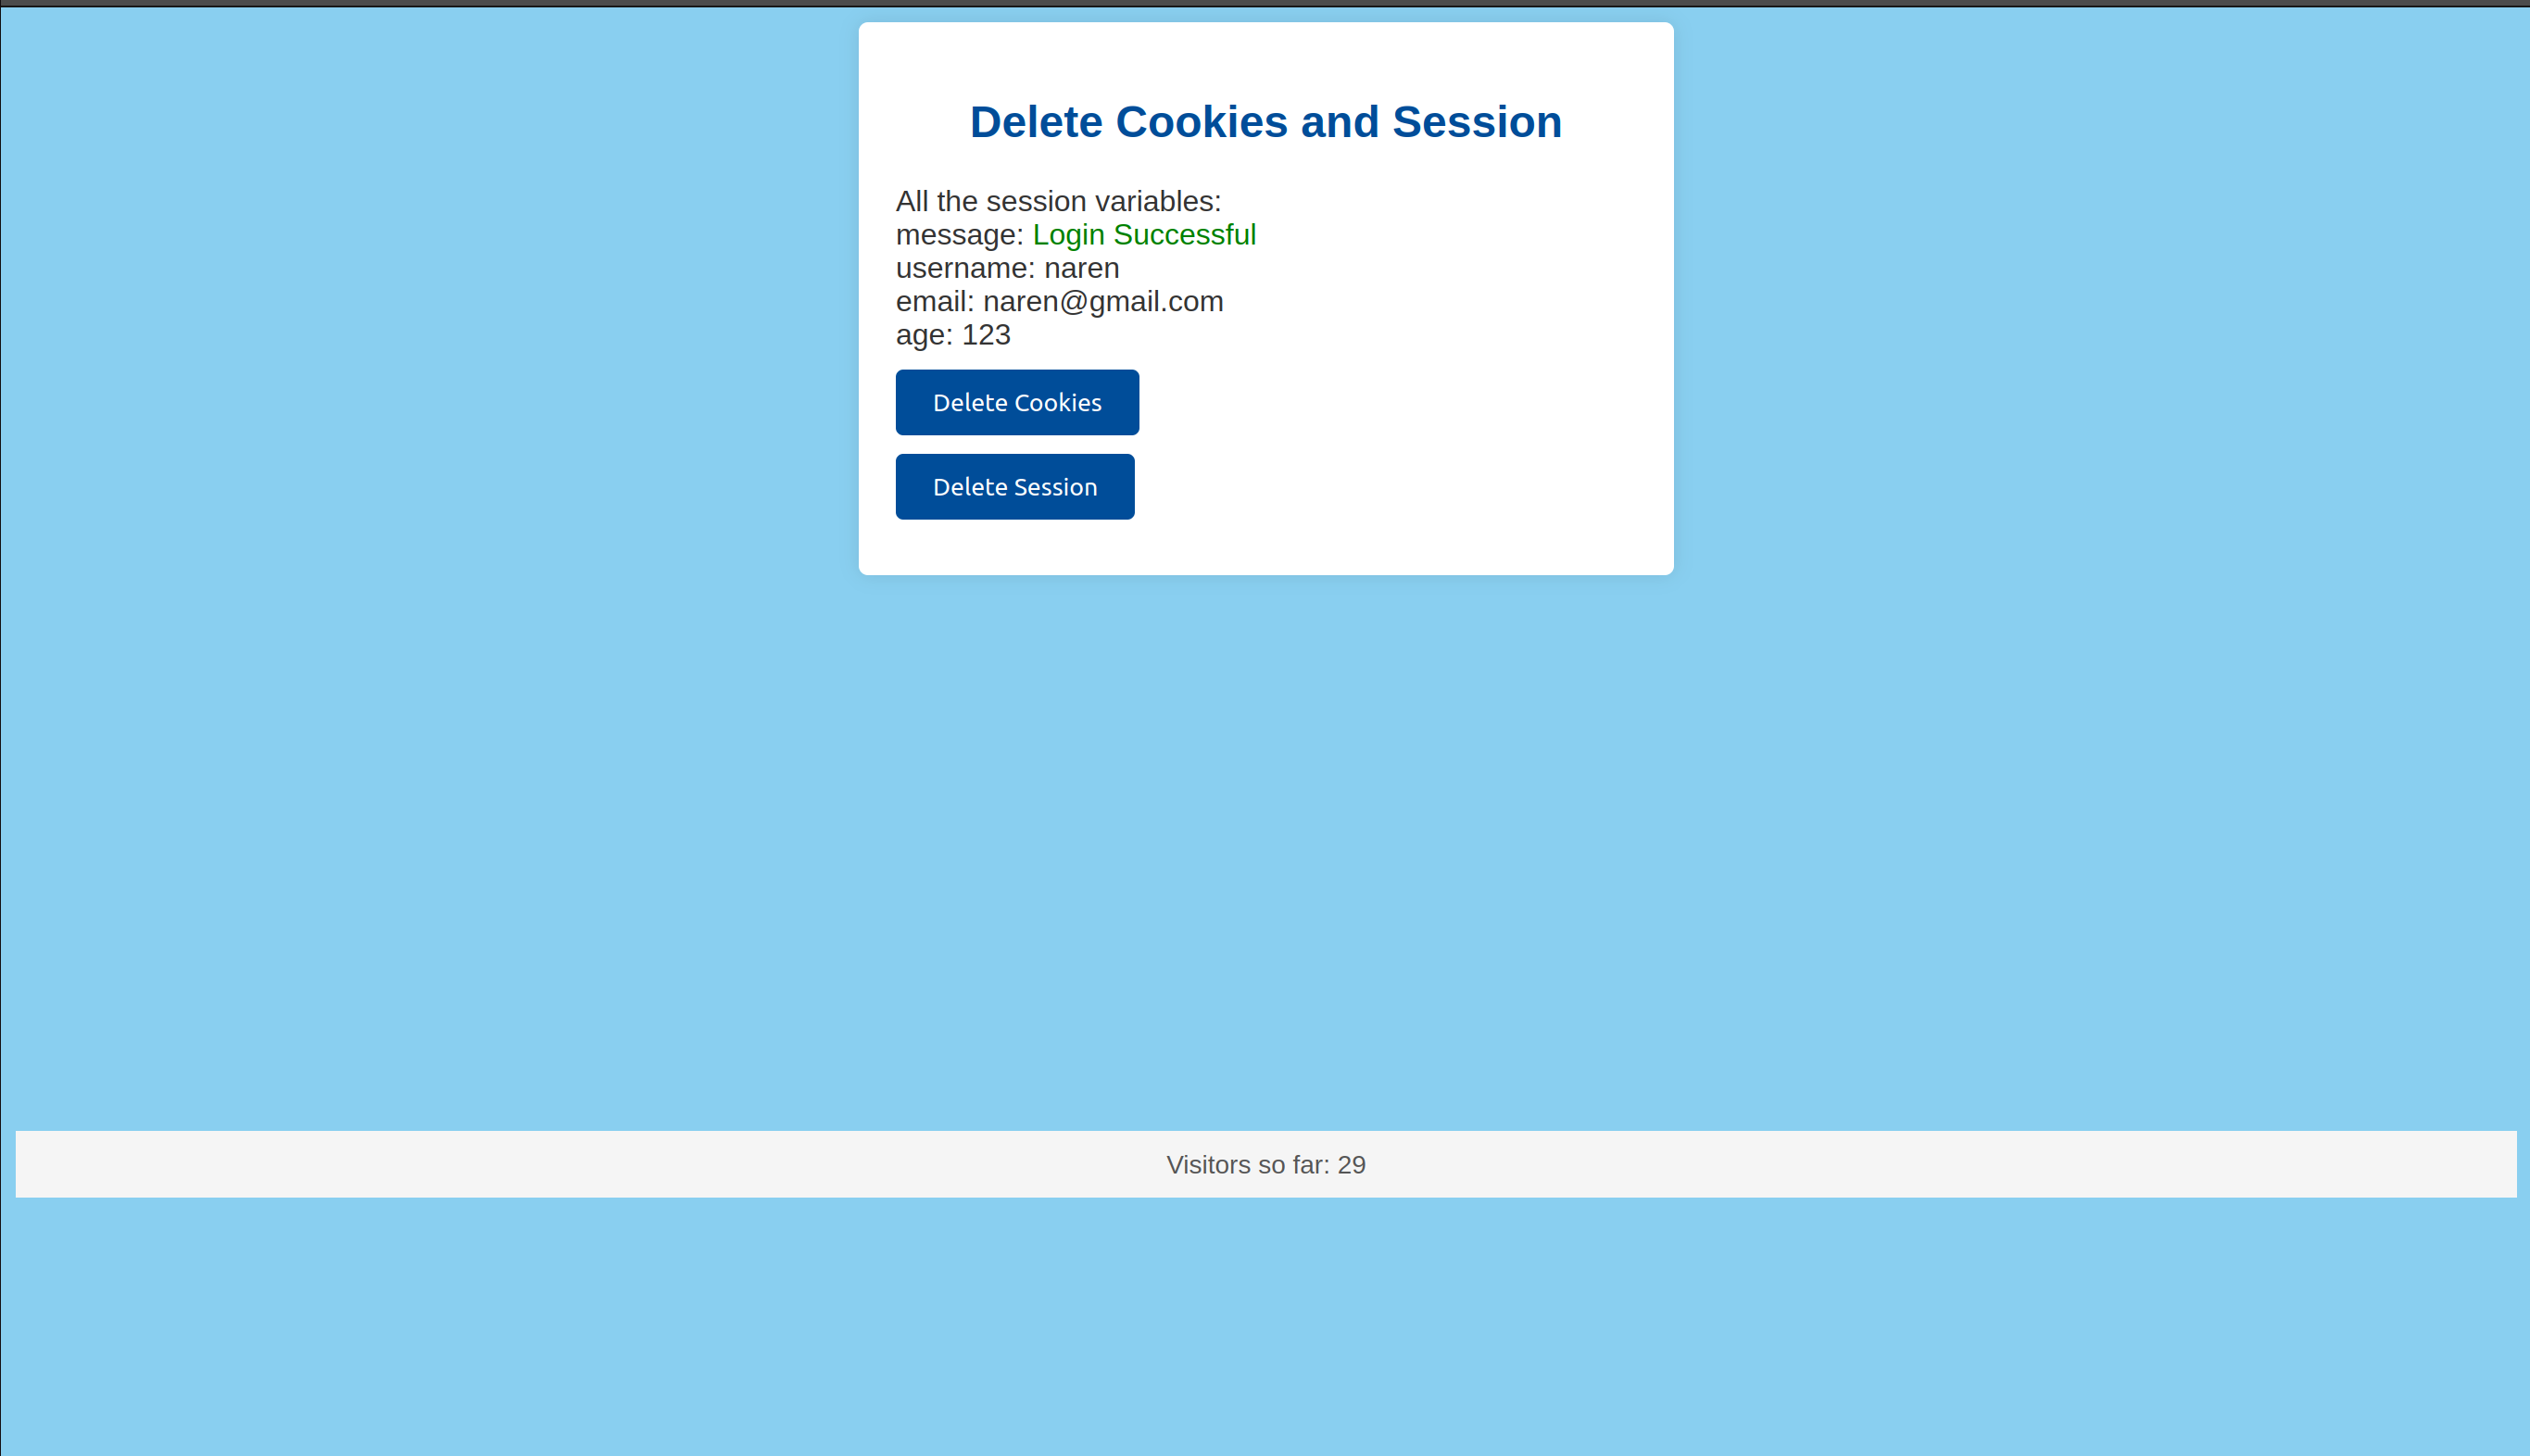 Delete Cookies and Session
All the session variables:
message: Login Successful
username: naren
email: naren@gmail.com
age: 123
Delete Cookies
Delete Session
Visitors so far: 29